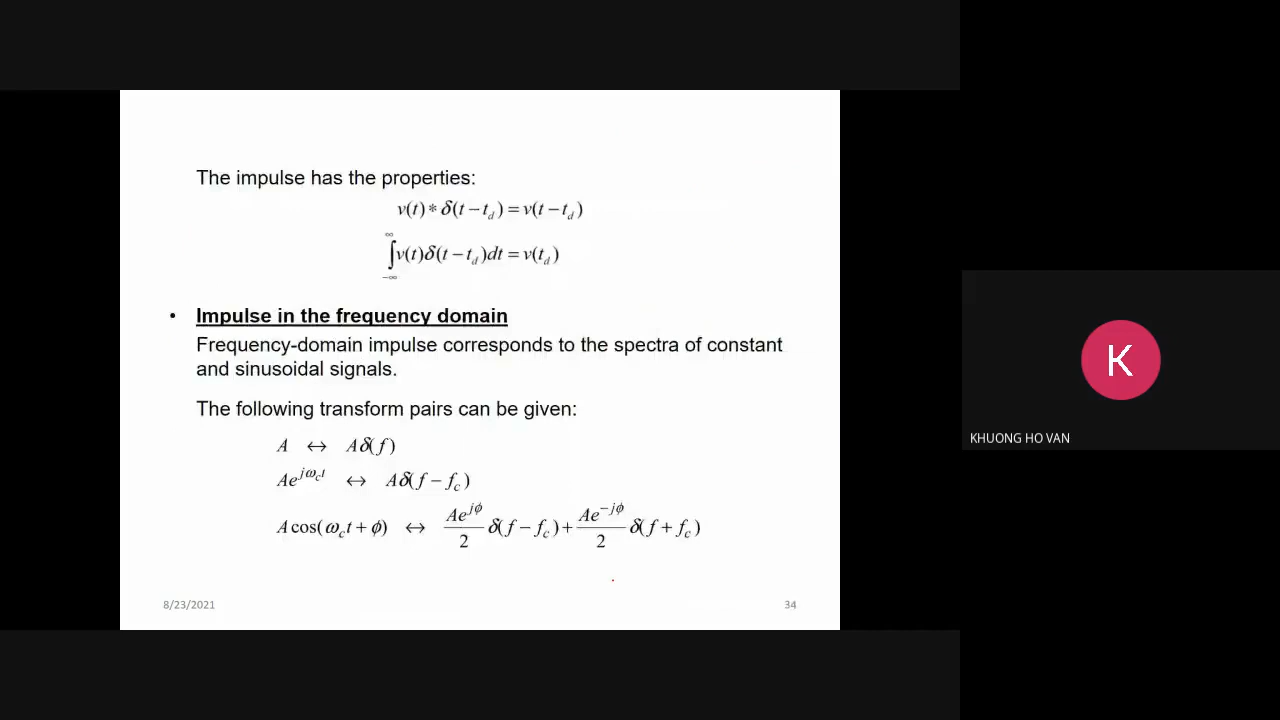 The impulse has the properties:
v(t) * δ(t − t_d) = v(t − t_d)
∫_{−∞}^{∞} v(t)δ(t − t_d)dt = v(t_d)
• Impulse in the frequency domain
Frequency-domain impulse corresponds to the spectra of constant
and sinusoidal signals.
The following transform pairs can be given:
A ↔ Aδ(f)
Ae^{jω_c t} ↔ Aδ(f − f_c)
A cos(ω_c t + φ) ↔ \frac{Ae^{jφ}}{2} δ(f − f_c) + \frac{Ae^{−jφ}}{2} δ(f + f_c)
8/23/2021
34
K
KHUONG HO VAN